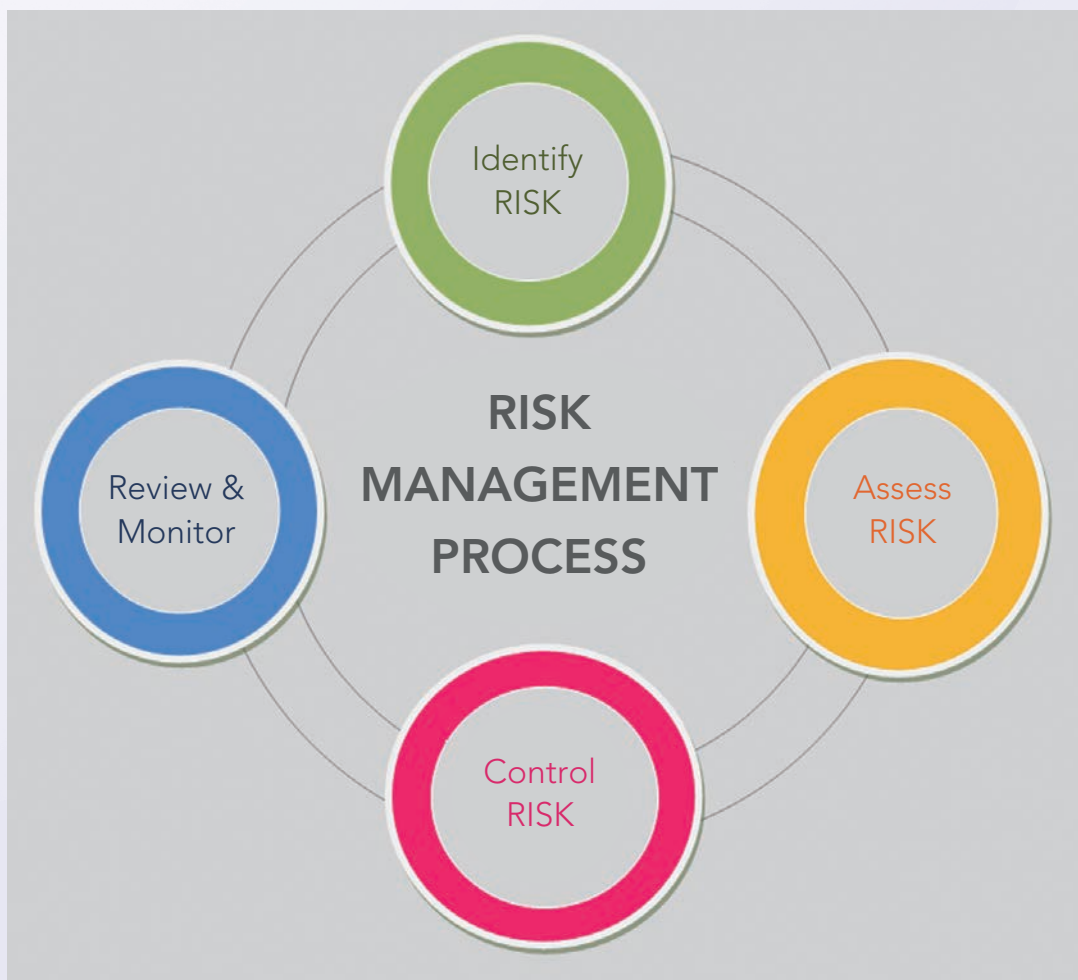 Identify
RISK
RISK
MANAGEMENT
PROCESS
Assess
RISK
Control
RISK
Review &
Monitor